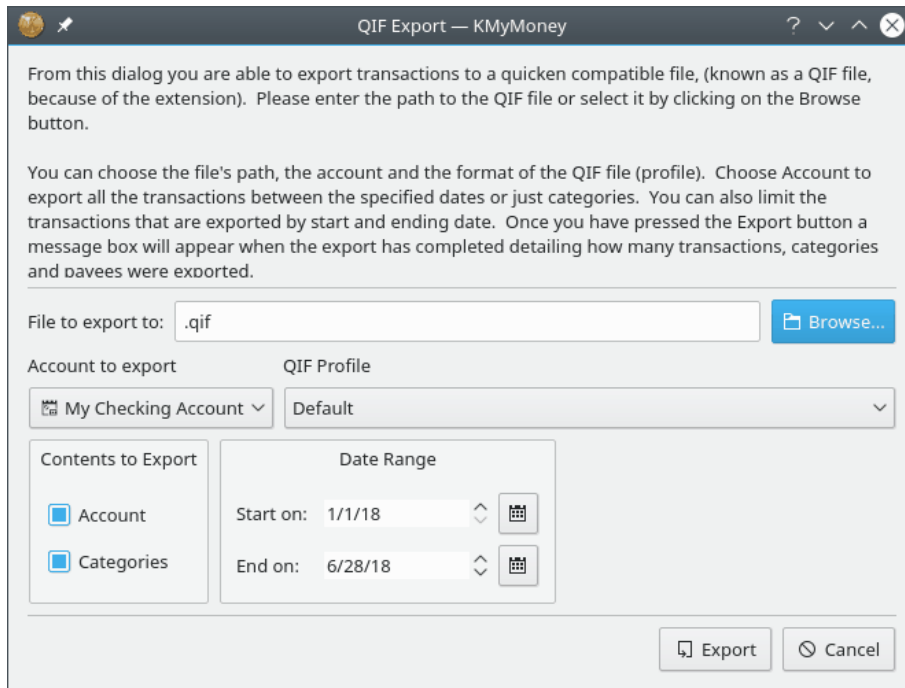 QIF Export — KMyMoney
From this dialog you are able to export transactions to a quicken compatible file, (known as a QIF file,
because of the extension).  Please enter the path to the QIF file or select it by clicking on the Browse
button.
You can choose the file's path, the account and the format of the QIF file (profile).  Choose Account to
export all the transactions between the specified dates or just categories.  You can also limit the
transactions that are exported by start and ending date.  Once you have pressed the Export button a
message box will appear when the export has completed detailing how many transactions, categories
and payees were exported.
File to export to: .qif Browse...
Account to export QIF Profile
My Checking Account Default
Contents to Export Date Range
Account Start on: 1/1/18
Categories End on: 6/28/18
Export Cancel